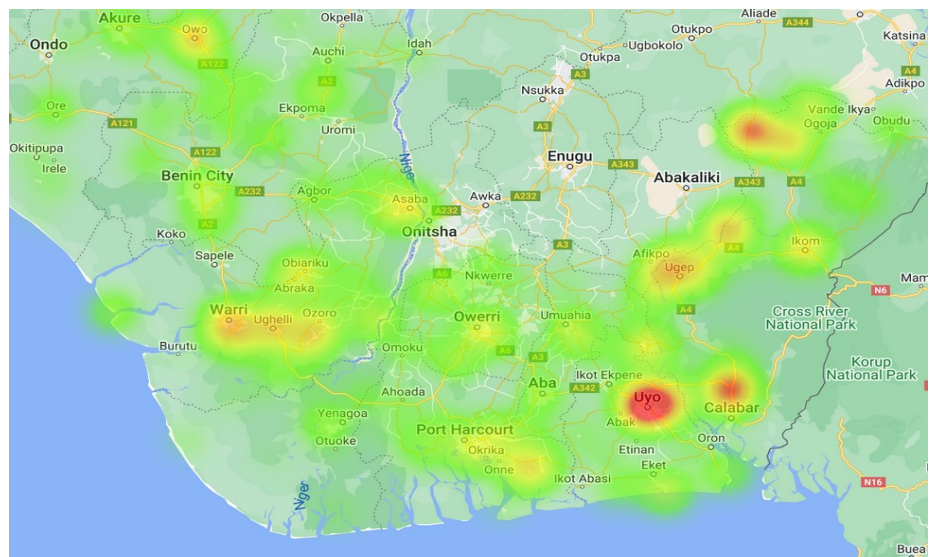 Akure
Okpella
Aliade
A344
Owo
Otukpo
Katsina
Ondo
Auchi
Idah
Ugbokolo
A122
Otukpa
A3
A4
A2
Nsukka
Adikpo
Ore
Ekpoma
Vande Ikya
A121
Uromi
A3
Ogoja
Obudu
Okitipupa
A122
Enugu
Irele
Niger
A343
Abakaliki
Benin City
A343
A4
A232
Agbor
Awka
A232
Asaba
A232
A2
Onitsha
Koko
A3
Ikom
Sapele
Afikpo
A4
Obiariku
A6
Nkwerre
Ugep
Mam
Abraka
N6
Warri
Ozoro
Umuahia
A4
Cross River
National Park
Ughelli
Owerri
Burutu
Omoku
A6
A3
Korup
National Park
Ikot Ekpene
Ahoada
Aba
A342
Uyo
Yenagoa
Abak
Calabar
Port Harcourt
Otuoke
Oron
Okrika
Etinan
Onne
Eket
Ikot Abasi
N16
Niger
Buea